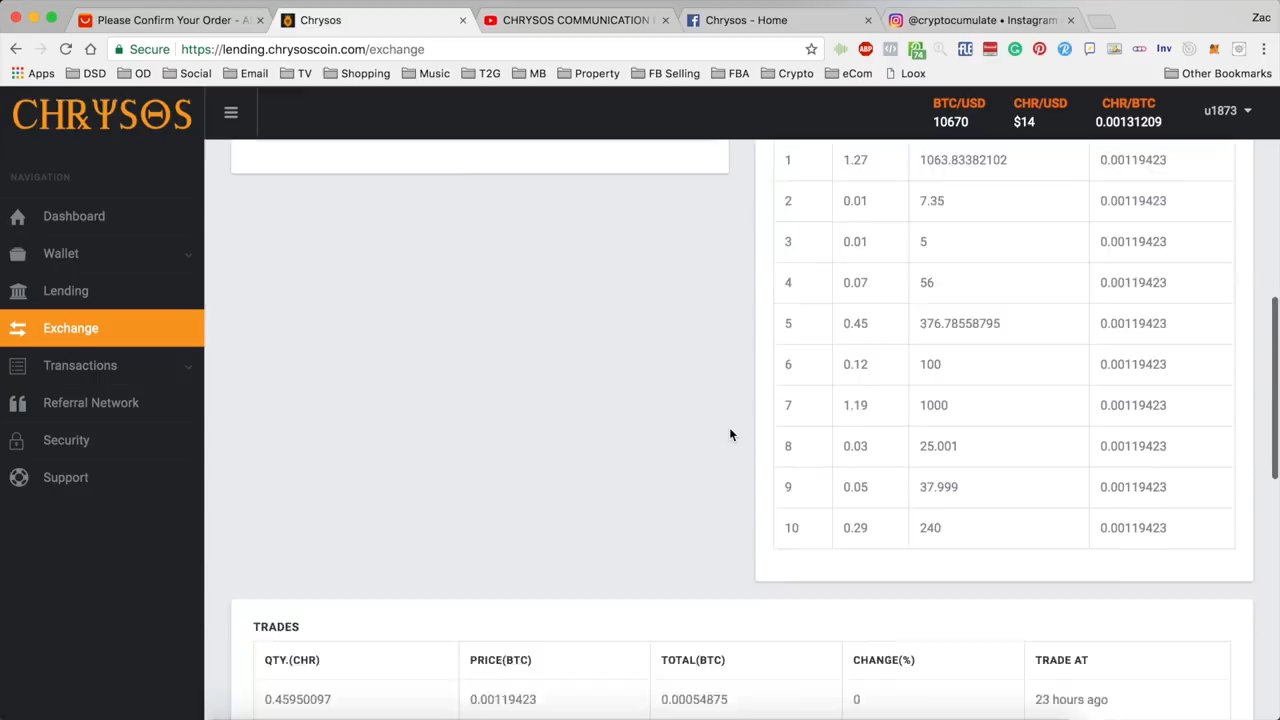 Please Confirm Your Order - Al
Chrysos
CHRYSOS COMMUNICATION
Chrysos - Home
@cryptocumulate • Instagram
Zac
Secure
https://lending.chrysoscoin.com/exchange
ABP
74
Inv
Apps
DSD
OD
Social
Email
TV
Shopping
Music
T2G
MB
Property
FB Selling
FBA
Crypto
eCom
Loox
Other Bookmarks
CHRYSOS
BTC/USD
10670
CHR/USD
$14
CHR/BTC
0.00131209
u1873
NAVIGATION
Dashboard
Wallet
Lending
Exchange
Transactions
Referral Network
Security
Support
1 1.27 1063.83382102 0.00119423
2 0.01 7.35 0.00119423
3 0.01 5 0.00119423
4 0.07 56 0.00119423
5 0.45 376.78558795 0.00119423
6 0.12 100 0.00119423
7 1.19 1000 0.00119423
8 0.03 25.001 0.00119423
9 0.05 37.999 0.00119423
10 0.29 240 0.00119423
TRADES
QTY.(CHR) PRICE(BTC) TOTAL(BTC) CHANGE(%) TRADE AT
0.45950097 0.00119423 0.00054875 0 23 hours ago